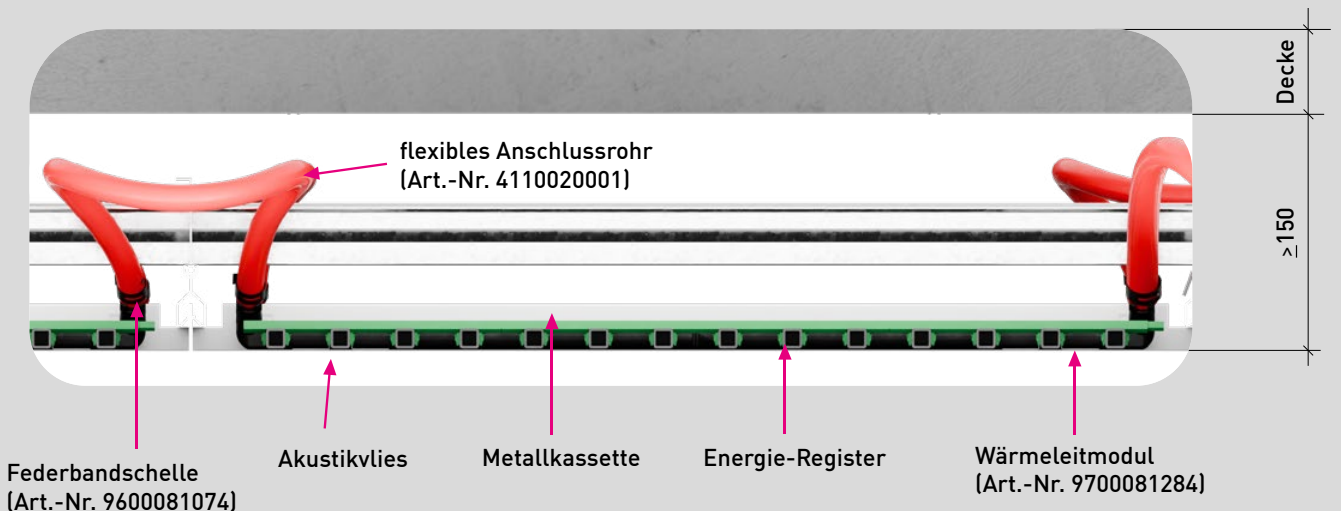 Decke
flexibles Anschlussrohr
(Art.-Nr. 4110020001)
≥150
Federbandschelle
(Art.-Nr. 9600081074)
Akustikvlies
Metallkassette
Energie-Register
Wärmeleitmodul
(Art.-Nr. 9700081284)